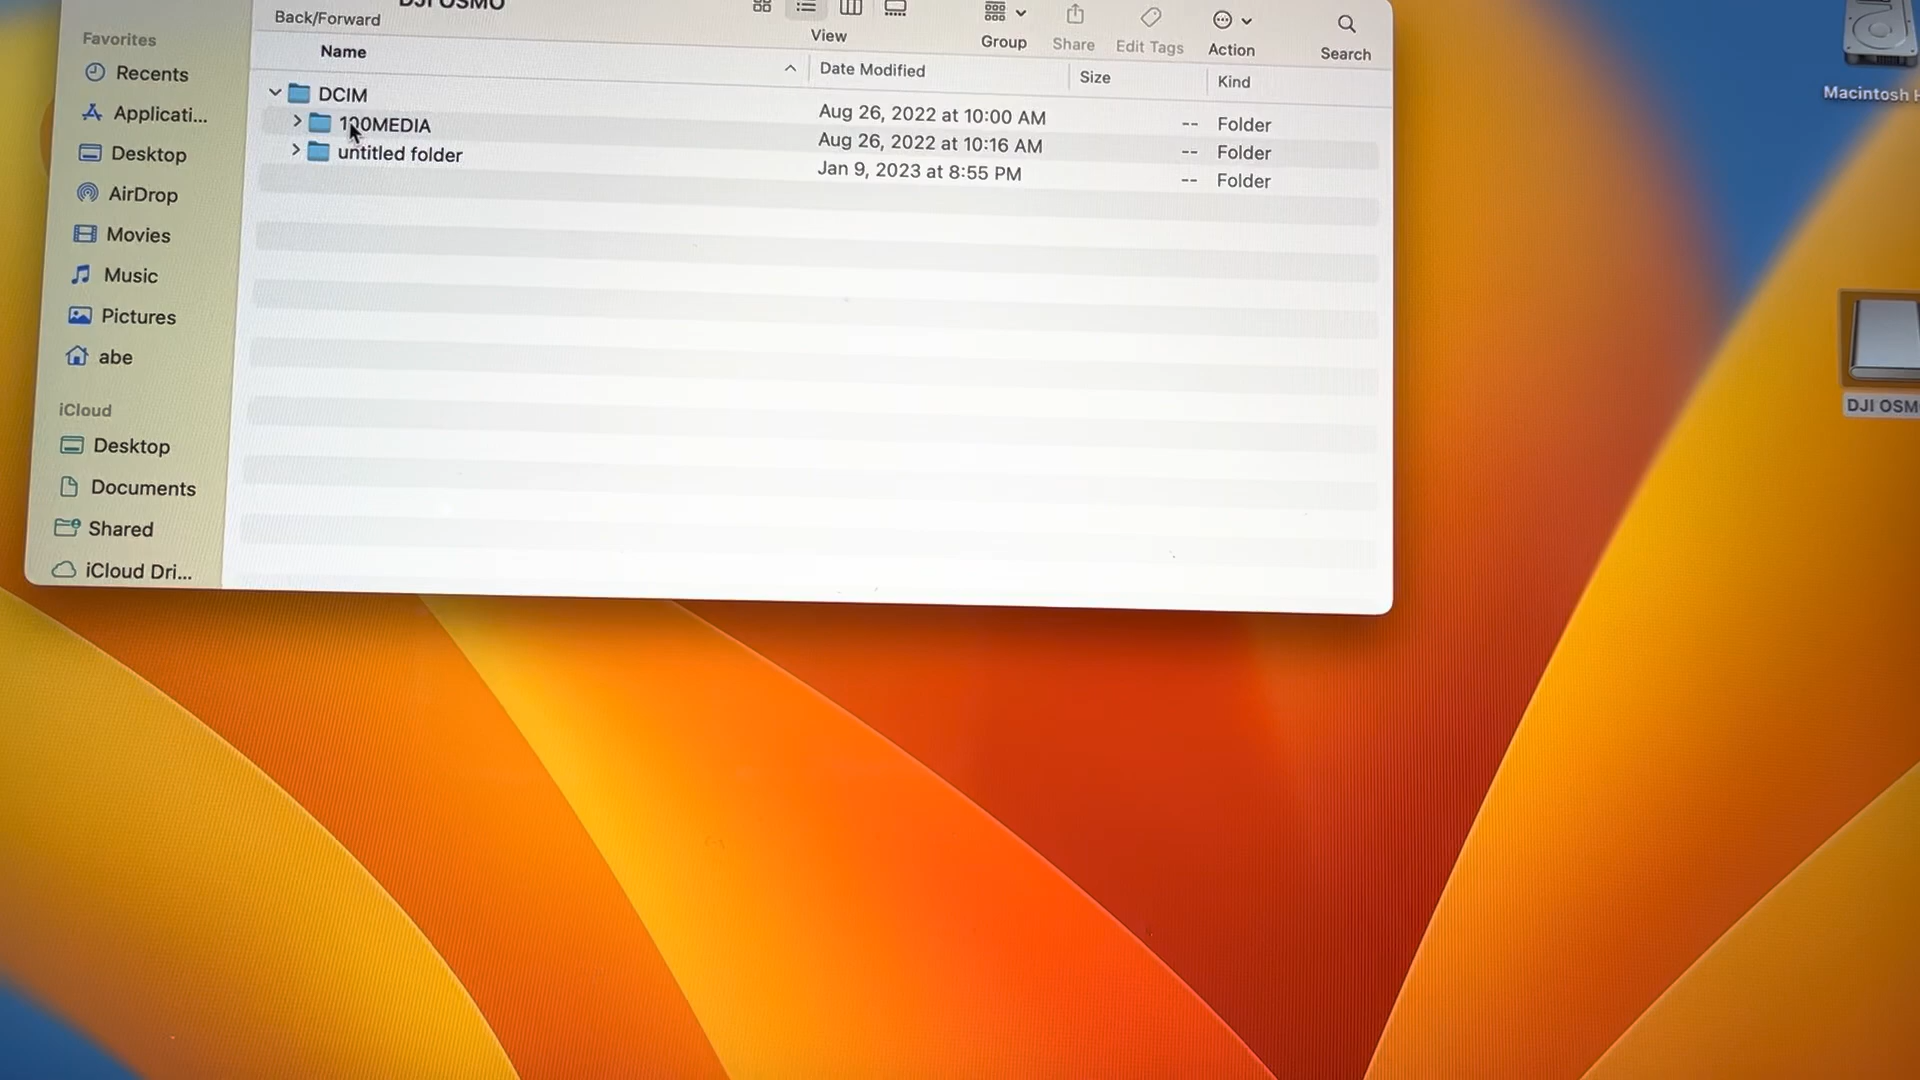 DJI OSMO
Back/Forward
View
Group
Share
Edit Tags
Action
Search
Favorites
Recents
Applicati...
Desktop
AirDrop
Movies
Music
Pictures
abe
iCloud
Desktop
Documents
Shared
iCloud Dri...
Name
Date Modified
Size
Kind
DCIM
Aug 26, 2022 at 10:00 AM
--
Folder
100MEDIA
Aug 26, 2022 at 10:16 AM
--
Folder
untitled folder
Jan 9, 2023 at 8:55 PM
--
Folder
Macintosh H
DJI OSM